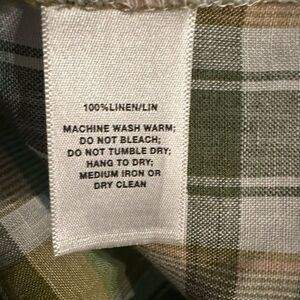 100%LINEN/LIN
MACHINE WASH WARM;
DO NOT BLEACH;
DO NOT TUMBLE DRY;
HANG TO DRY;
MEDIUM IRON OR
DRY CLEAN